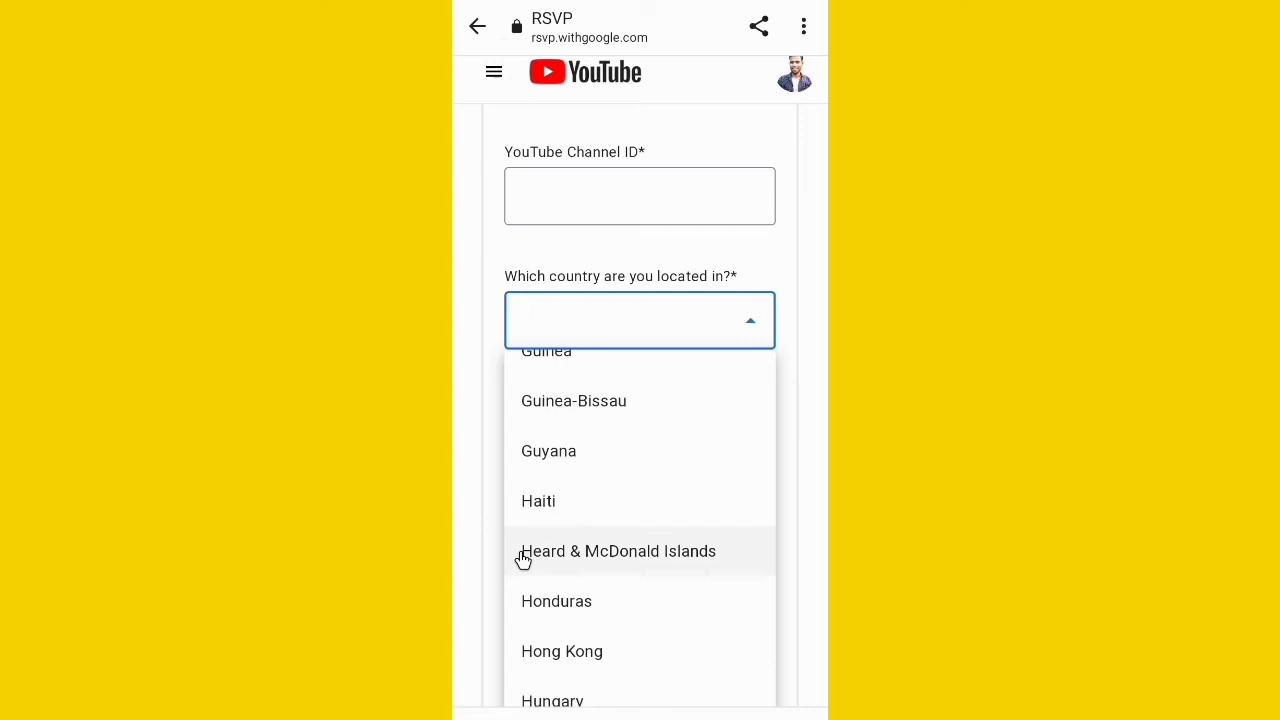 RSVP
rsvp.withgoogle.com
YouTube
YouTube Channel ID*
Which country are you located in?*
Guinea
Guinea-Bissau
Guyana
Haiti
Heard & McDonald Islands
Honduras
Hong Kong
Hungary